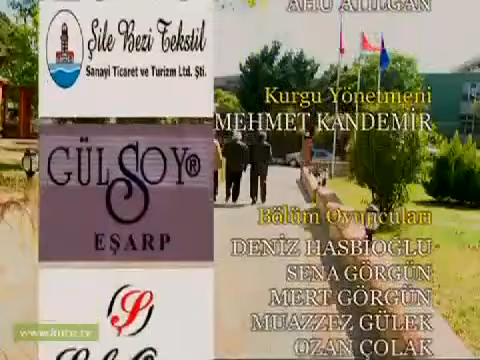 Şile Bezi Tekstil
Sanayi Ticaret ve Turizm Ltd. Şti.
GÜLSOY®
EŞARP
AHU ATILGAN
Kurgu Yönetmeni
MEHMET KANDEMİR
Bölüm Oyuncuları
DENİZ HASBİOĞLU
SENA GÖRGÜN
MERT GÖRGÜN
MUAZZEZ GÜLEK
OZAN ÇOLAK